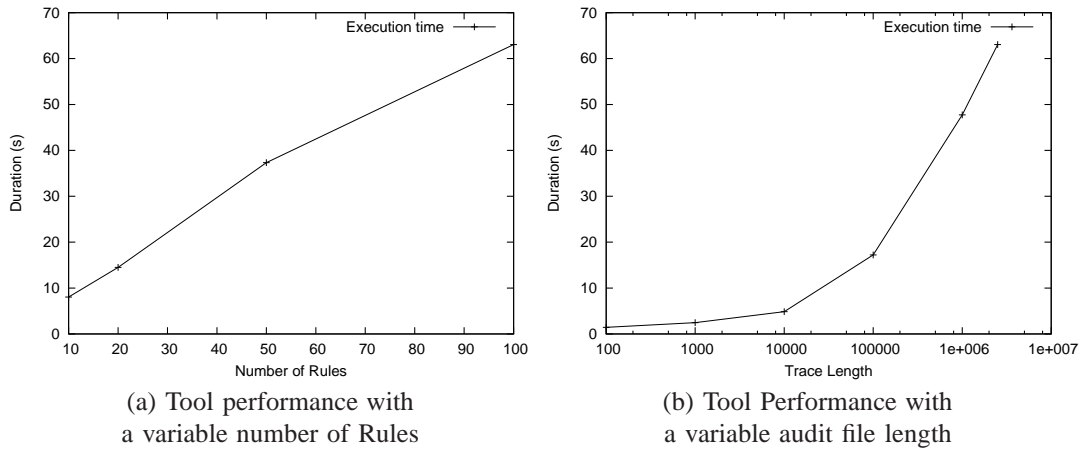 70
60
50
40
30
20
10
0
Duration (s)
Execution time
10 20 30 40 50 60 70 80 90 100
Number of Rules
(a) Tool performance with
a variable number of Rules
70
60
50
40
30
20
10
0
Duration (s)
Execution time
100 1000 10000 100000 1e+006 1e+007
Trace Length
(b) Tool Performance with
a variable audit file length